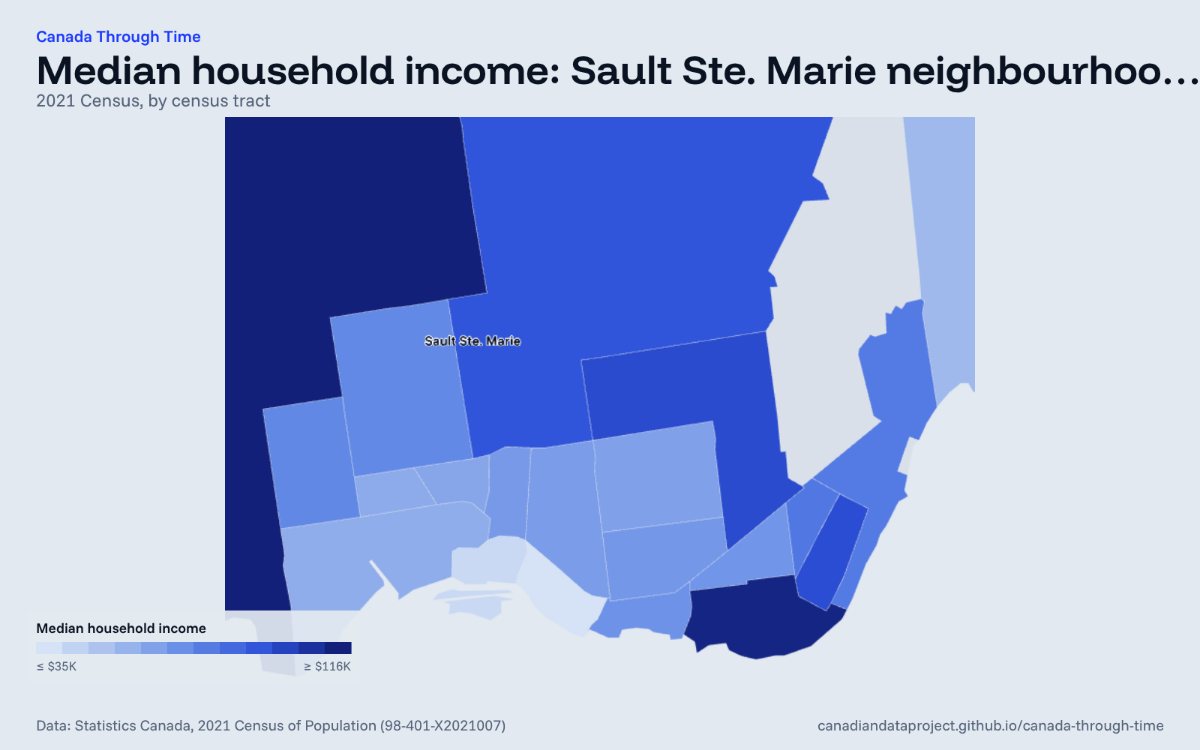 Canada Through Time
Median household income: Sault Ste. Marie neighbourhoo…
2021 Census, by census tract
Sault Ste. Marie
Median household income
≤ $35K
≥ $116K
Data: Statistics Canada, 2021 Census of Population (98-401-X2021007)
canadiandataproject.github.io/canada-through-time